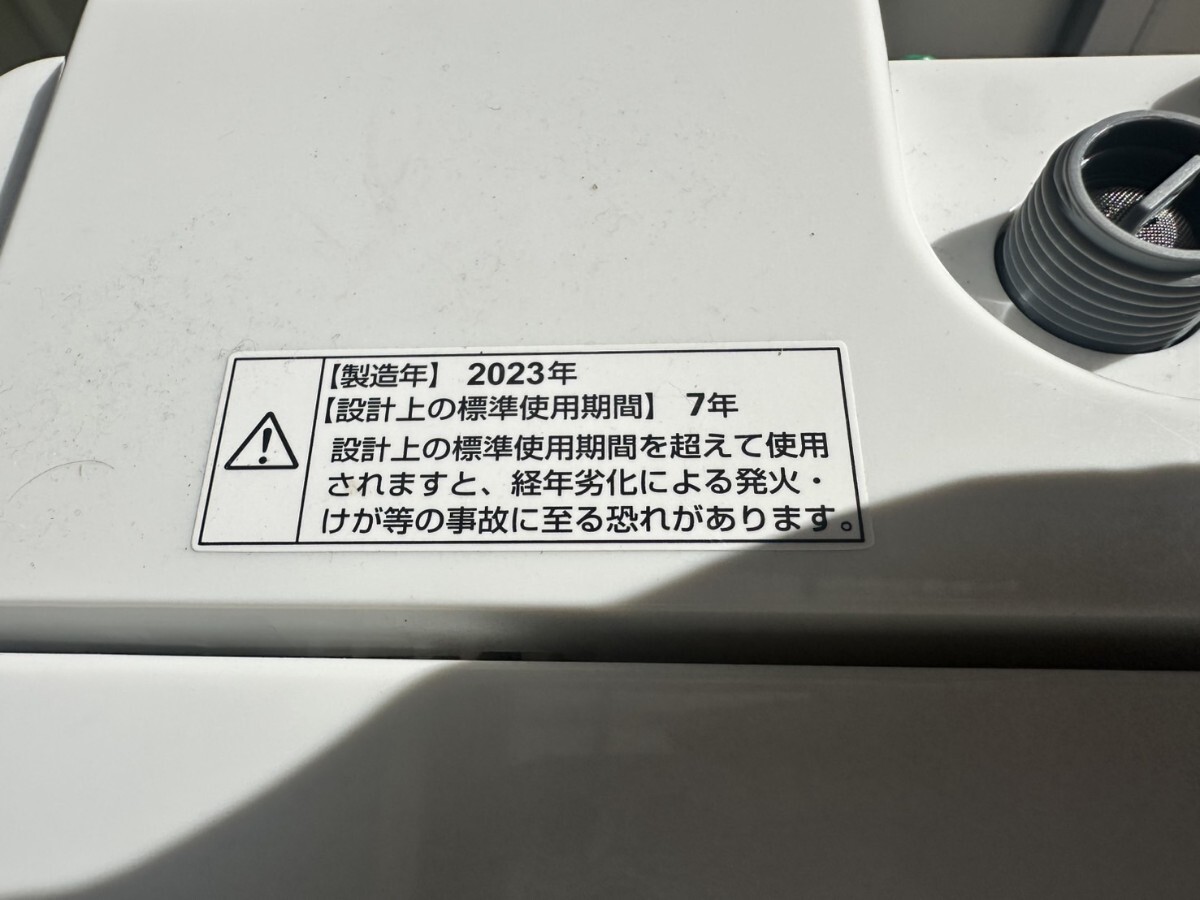 【製造年】 2023年
【設計上の標準使用期間】 7年
設計上の標準使用期間を超えて使用
されますと、経年劣化による発火・
けが等の事故に至る恐れがあります。